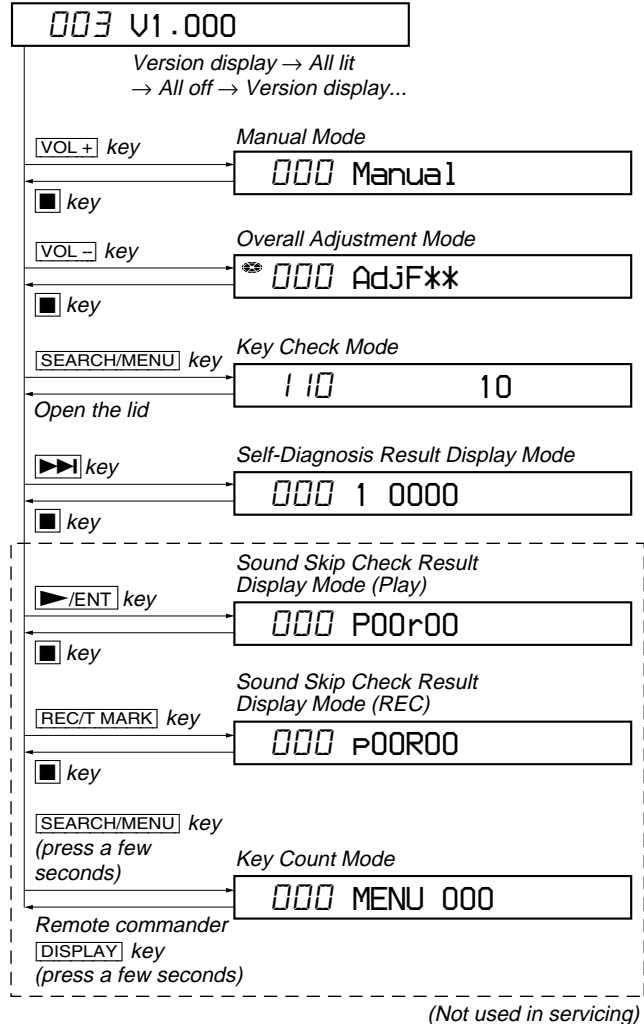 003 V1.000
Version display → All lit
→ All off → Version display...
Manual Mode
VOL + key
000 Manual
■ key
Overall Adjustment Mode
VOL – key
000 AdjF**
■ key
Key Check Mode
SEARCH/MENU key
110 10
Open the lid
Self-Diagnosis Result Display Mode
▶▶I key
000 1 0000
■ key
Sound Skip Check Result
Display Mode (Play)
▶/ENT key
000 P00r00
■ key
Sound Skip Check Result
Display Mode (REC)
REC/T MARK key
000 p00R00
■ key
SEARCH/MENU key
(press a few
seconds)
Key Count Mode
000 MENU 000
Remote commander
DISPLAY key
(press a few seconds)
(Not used in servicing)